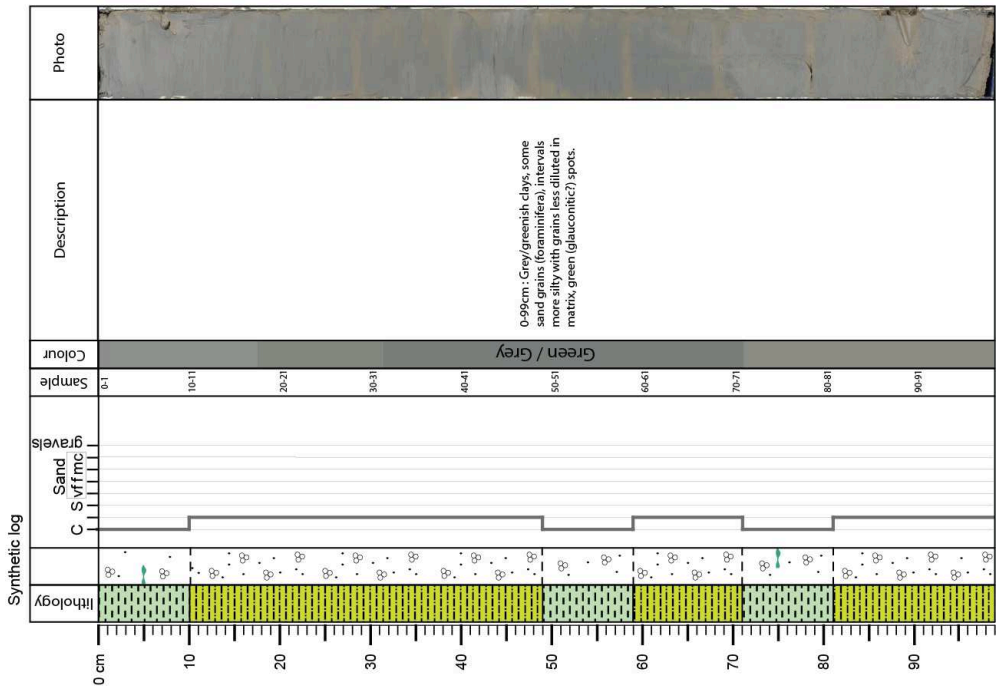 Synthetic log
Photo
Description
Colour
Sample
gravels
Sand
vf f m c
S
C
lithology
0-99cm : Grey/greenish clays, some
sand grains (foraminifera), intervals
more silty with grains less diluted in
matrix, green (glauconitic?) spots.
Green / Grey
0-1
10-11
20-21
30-31
40-41
50-51
60-61
70-71
80-81
90-91
0 cm
10
20
30
40
50
60
70
80
90